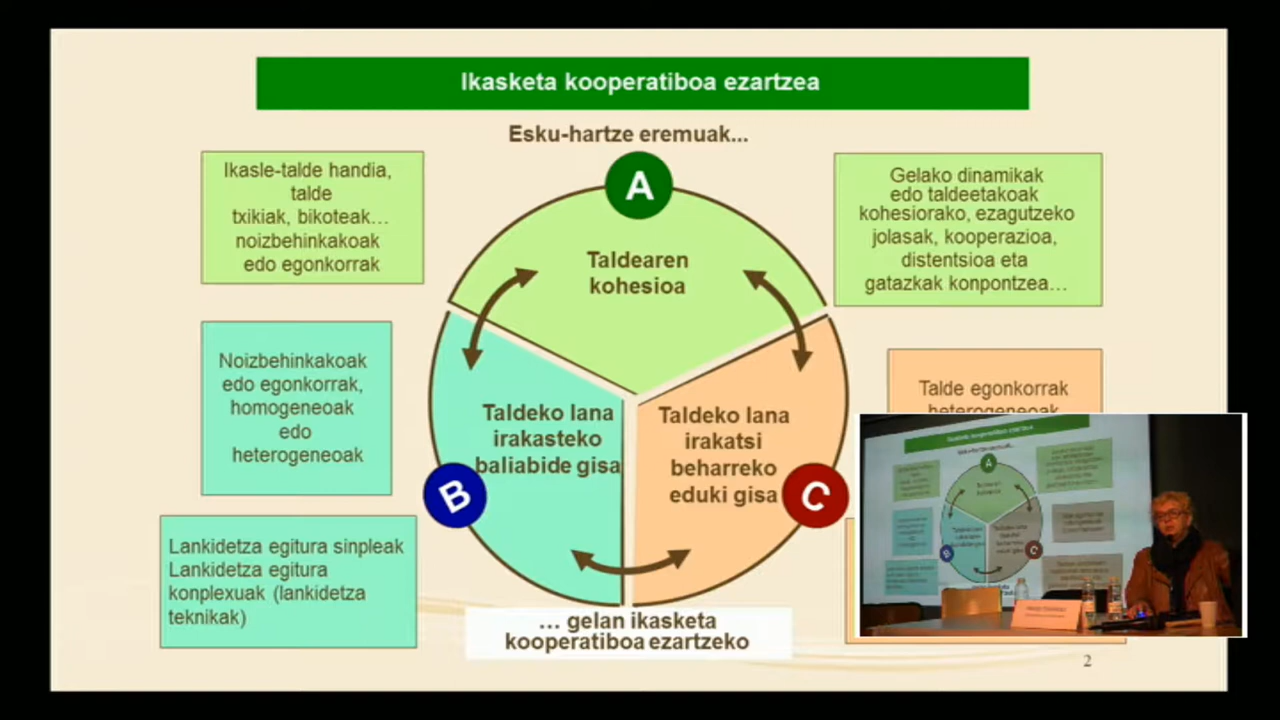 Ikasketa kooperatiboa ezartzea
Esku-hartze eremuak...
Ikasle-talde handia,
talde
txikiak, bikoteak...
noizbehinkakoak
edo egonkorrak
A
Gelako dinamikak
edo taldeetakoak
kohesiorako, ezagutzeko
jolasak, kooperazioa,
distentsioa eta
gatazkak konpontzea...
Taldearen
kohesioa
Noizbehinkakoak
edo egonkorrak,
homogeneoak
edo
heterogeneoak
Taldeko lana
irakasteko
baliabide gisa
B
Taldeko lana
irakatsi
beharreko
eduki gisa
C
Talde egonkorrak
heterogeneoak
Lankidetza egitura sinpleak
Lankidetza egitura
konplexuak (lankidetza
teknikak)
... gelan ikasketa
kooperatiboa ezartzeko
2
Ikasketa kooperatiboa ezartzea
A
B
C